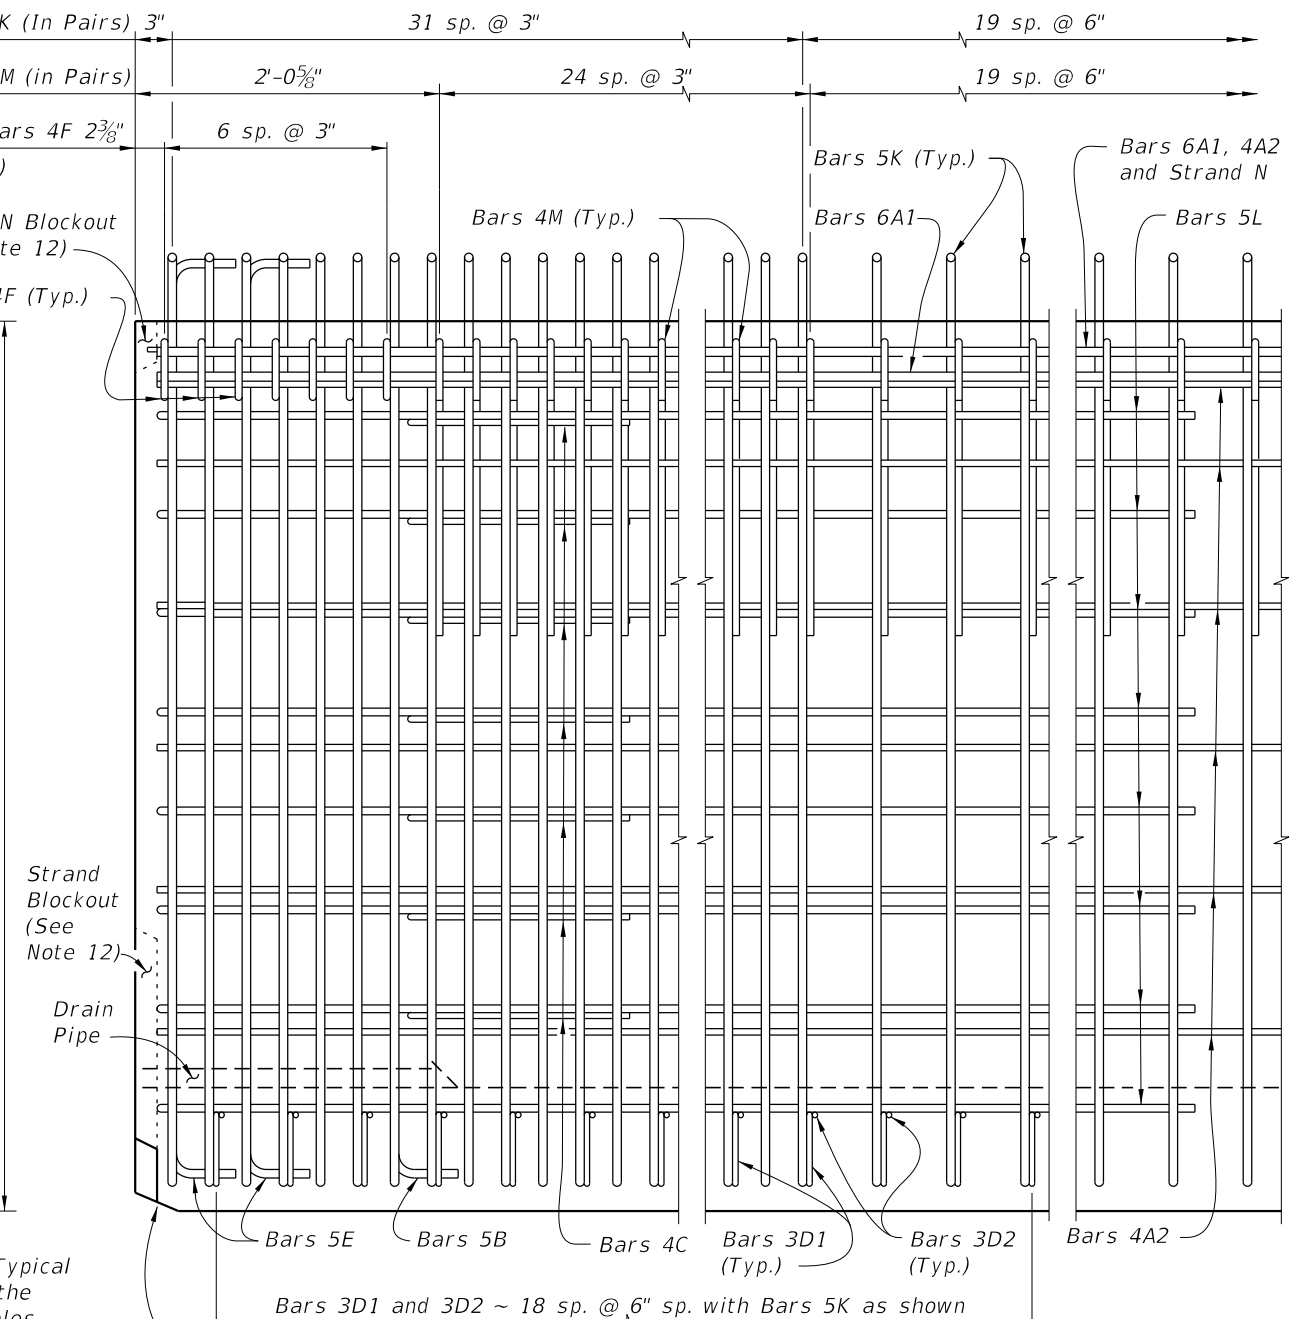 K (In Pairs) 3" 31 sp. @ 3" 19 sp. @ 6"
M (in Pairs) 2'-0⅝" 24 sp. @ 3" 19 sp. @ 6"
ars 4F 2⅜" 6 sp. @ 3"
)
Bars 5K (Typ.)
Bars 6A1, 4A2
and Strand N
N Blockout
te 12)
Bars 4M (Typ.)
Bars 6A1
Bars 5L
4F (Typ.)
Strand
Blockout
(See
Note 12)
Drain
Pipe
Bars 5E
Bars 5B
Bars 4C
Bars 3D1
(Typ.)
Bars 3D2
(Typ.)
Bars 4A2
Typical
the
Bars 3D1 and 3D2 ~ 18 sp. @ 6" sp. with Bars 5K as shown